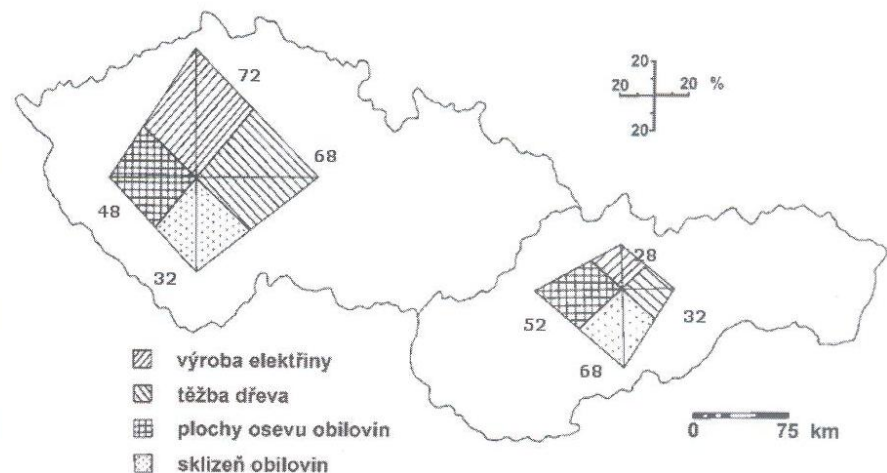 72
20
20 20 %
20
68
48
32
28
52
32
68
výroba elektřiny
těžba dřeva
plochy osevu obilovin
sklizeň obilovin
0 75 km